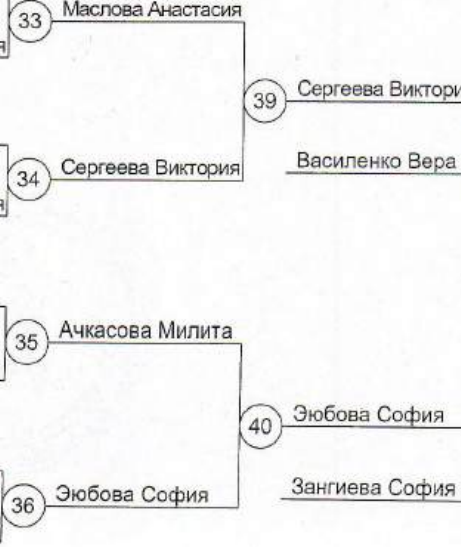 33 Маслова Анастасия
я
39 Сергеева Виктори
34 Сергеева Виктория
Василенко Вера
я
35 Ачкасова Милита
40 Эюбова София
36 Эюбова София
Зангиева София